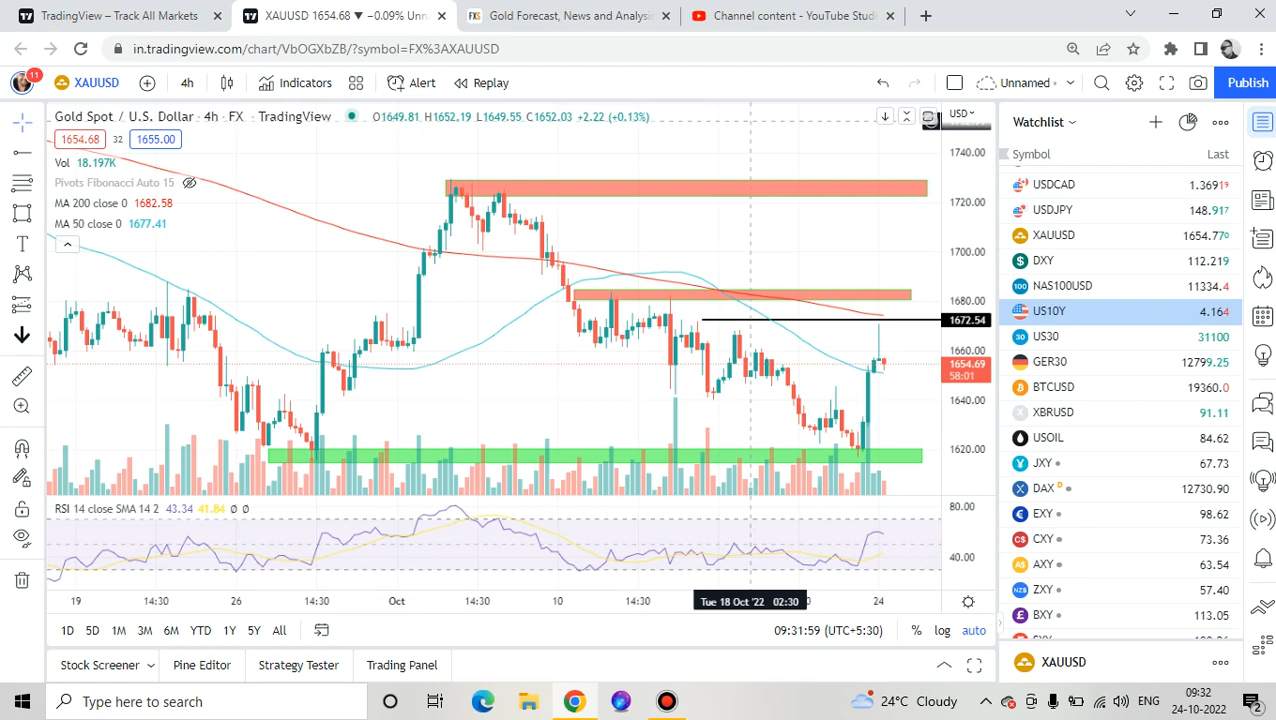 TradingView – Track All Markets
XAUUSD 1654.68 ▼ −0.09% Unn
Gold Forecast, News and Analysis
Channel content - YouTube Studi
in.tradingview.com/chart/VbOGXbZB/?symbol=FX%3AXAUUSD
11
XAUUSD
4h
Indicators
Alert
Replay
Unnamed
Publish
Gold Spot / U.S. Dollar · 4h · FX · TradingView
O1649.81 H1652.19 L1649.55 C1652.03 +2.22 (+0.13%)
USD
1654.68 32 1655.00
Vol 18.197K
Pivots Fibonacci Auto 15
MA 200 close 0 1682.58
MA 50 close 0 1677.41
1740.00
1720.00
1700.00
1680.00
1672.54
1660.00
1654.69
58:01
1640.00
1620.00
RSI 14 close SMA 14 2 43.34 41.84 Ø Ø
80.00
40.00
19 14:30 26 14:30 Oct 14:30 10 14:30 Tue 18 Oct '22 02:30 24
1D 5D 1M 3M 6M YTD 1Y 5Y All
09:31:59 (UTC+5:30) % log auto
Stock Screener Pine Editor Strategy Tester Trading Panel
Watchlist
Symbol Last
USDCAD 1.36919
USDJPY 148.917
XAUUSD 1654.770
DXY 112.219
NAS100USD 11334.4
US10Y 4.164
US30 31100
GER30 12799.25
BTCUSD 19360.0
XBRUSD 91.11
USOIL 84.62
JXY 67.73
DAX D 12730.90
EXY 98.62
CXY 73.36
AXY 63.54
ZXY 57.40
BXY 113.05
XAUUSD
Type here to search
24°C Cloudy
ENG
09:32
24-10-2022
2